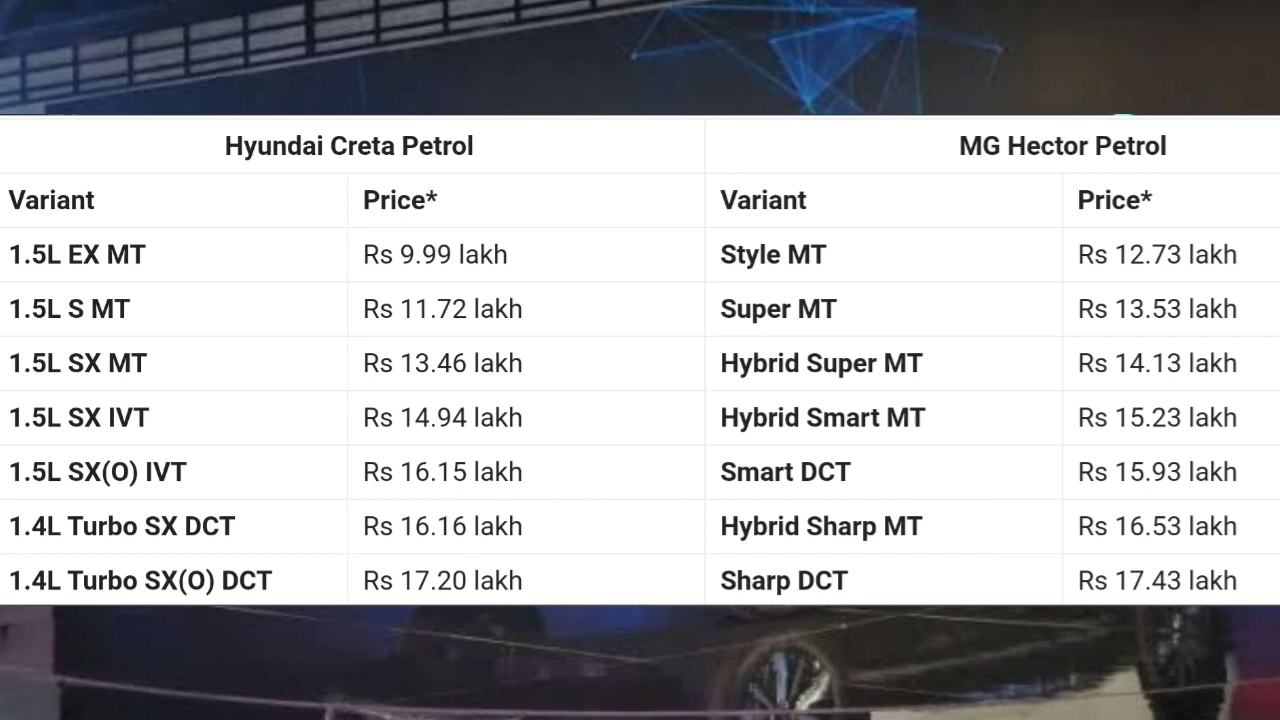 Hyundai Creta Petrol MG Hector Petrol
Variant Price* Variant Price*
1.5L EX MT Rs 9.99 lakh Style MT Rs 12.73 lakh
1.5L S MT Rs 11.72 lakh Super MT Rs 13.53 lakh
1.5L SX MT Rs 13.46 lakh Hybrid Super MT Rs 14.13 lakh
1.5L SX IVT Rs 14.94 lakh Hybrid Smart MT Rs 15.23 lakh
1.5L SX(O) IVT Rs 16.15 lakh Smart DCT Rs 15.93 lakh
1.4L Turbo SX DCT Rs 16.16 lakh Hybrid Sharp MT Rs 16.53 lakh
1.4L Turbo SX(O) DCT Rs 17.20 lakh Sharp DCT Rs 17.43 lakh